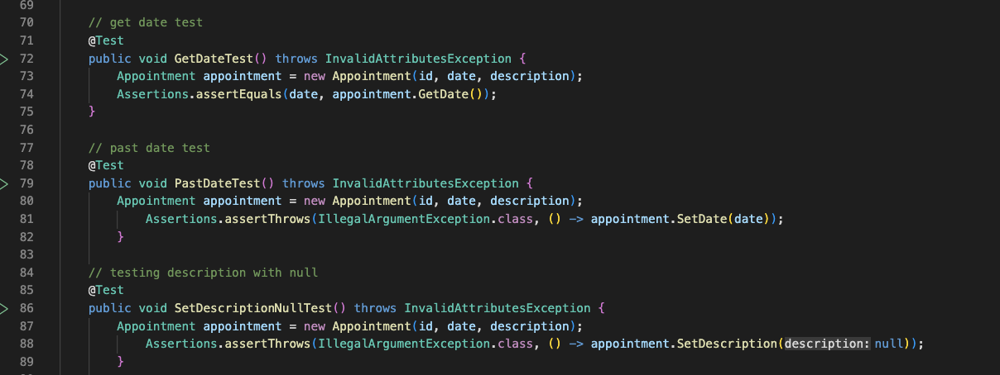 69
70 // get date test
71 @Test
72 public void GetDateTest() throws InvalidAttributesException {
73 Appointment appointment = new Appointment(id, date, description);
74 Assertions.assertEquals(date, appointment.GetDate());
75 }
76
77 // past date test
78 @Test
79 public void PastDateTest() throws InvalidAttributesException {
80 Appointment appointment = new Appointment(id, date, description);
81 Assertions.assertThrows(IllegalArgumentException.class, () -> appointment.SetDate(date));
82 }
83
84 // testing description with null
85 @Test
86 public void SetDescriptionNullTest() throws InvalidAttributesException {
87 Appointment appointment = new Appointment(id, date, description);
88 Assertions.assertThrows(IllegalArgumentException.class, () -> appointment.SetDescription(description: null));
89 }